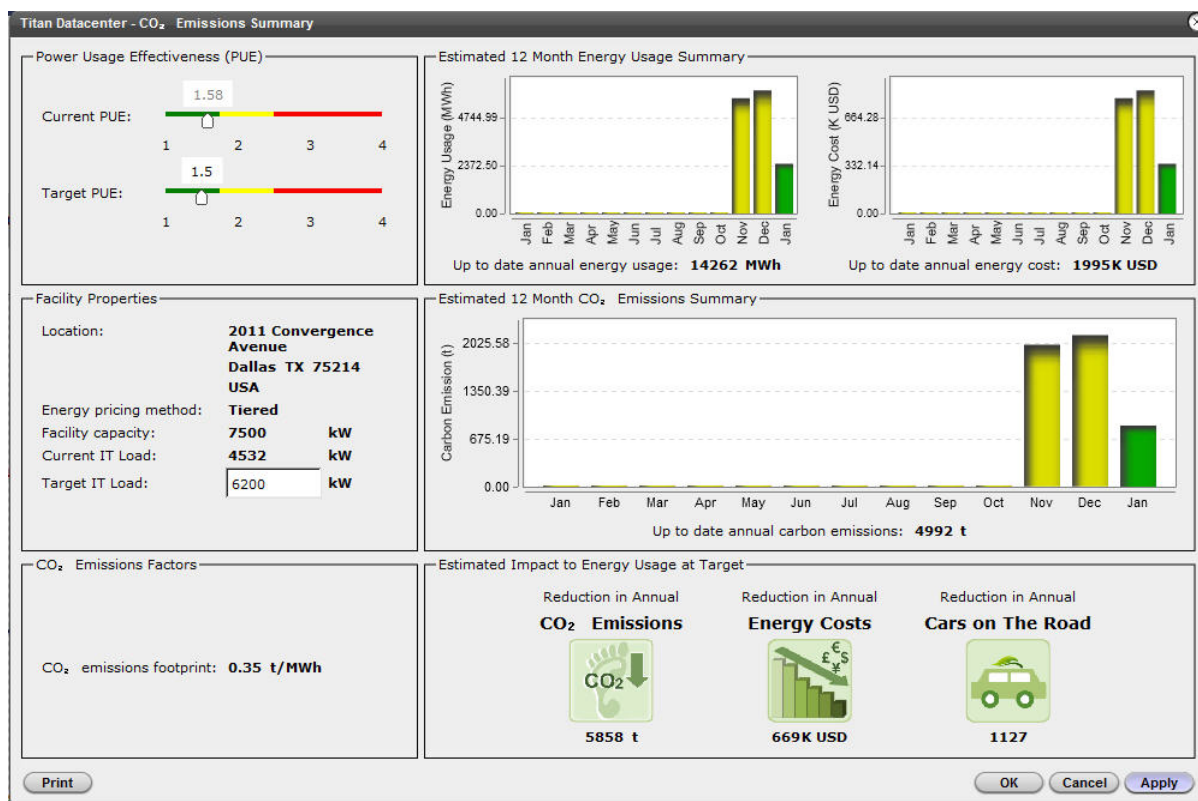 Titan Datacenter - CO₂ Emissions Summary
Power Usage Effectiveness (PUE)
1.58
Current PUE:
1 2 3 4
1.5
Target PUE:
1 2 3 4
Estimated 12 Month Energy Usage Summary
Energy Usage (MWh)
4744.99
2372.50
0.00
Jan Feb Mar Apr May Jun Jul Aug Sep Oct Nov Dec Jan
Up to date annual energy usage: 14262 MWh
Energy Cost (K USD)
664.28
332.14
0.00
Jan Feb Mar Apr May Jun Jul Aug Sep Oct Nov Dec Jan
Up to date annual energy cost: 1995K USD
Facility Properties
Location: 2011 Convergence
Avenue
Dallas TX 75214
USA
Energy pricing method: Tiered
Facility capacity: 7500 kW
Current IT Load: 4532 kW
Target IT Load: 6200 kW
Estimated 12 Month CO₂ Emissions Summary
Carbon Emission (t)
2025.58
1350.39
675.19
0.00
Jan Feb Mar Apr May Jun Jul Aug Sep Oct Nov Dec Jan
Up to date annual carbon emissions: 4992 t
CO₂ Emissions Factors
CO₂ emissions footprint: 0.35 t/MWh
Estimated Impact to Energy Usage at Target
Reduction in Annual
CO₂ Emissions
CO₂
5858 t
Reduction in Annual
Energy Costs
£ € ¥ $
669K USD
Reduction in Annual
Cars on The Road
1127
Print
OK Cancel Apply